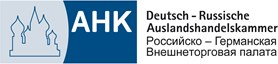 AHK
Deutsch - Russische
Auslandshandelskammer
Российско – Германская
Внешнеторговая палата